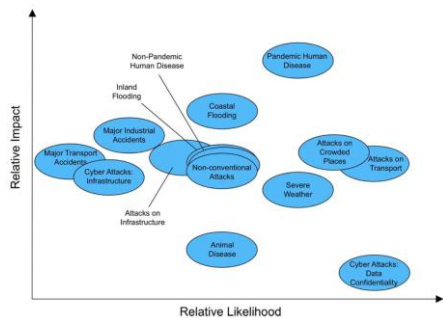 Non-Pandemic
Human Disease
Pandemic Human
Disease
Inland
Flooding
Coastal
Flooding
Major Industrial
Accidents
Major Transport
Accidents
Cyber Attacks:
Infrastructure
Non-conventional
Attacks
Attacks on
Crowded
Places
Attacks on
Transport
Severe
Weather
Attacks on
Infrastructure
Animal
Disease
Cyber Attacks:
Data
Confidentiality
Relative Impact
Relative Likelihood